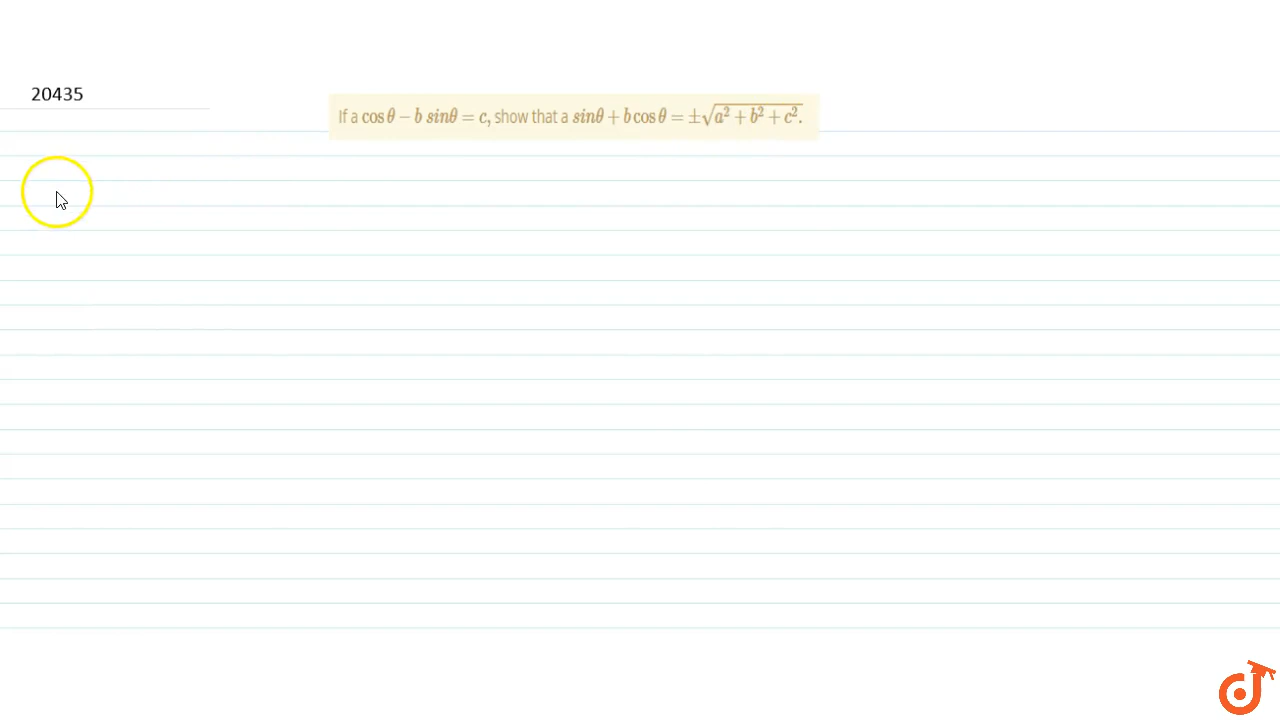 20435
If a cos θ − b sinθ = c, show that a sinθ + b cos θ = ±√(a² + b² + c²).